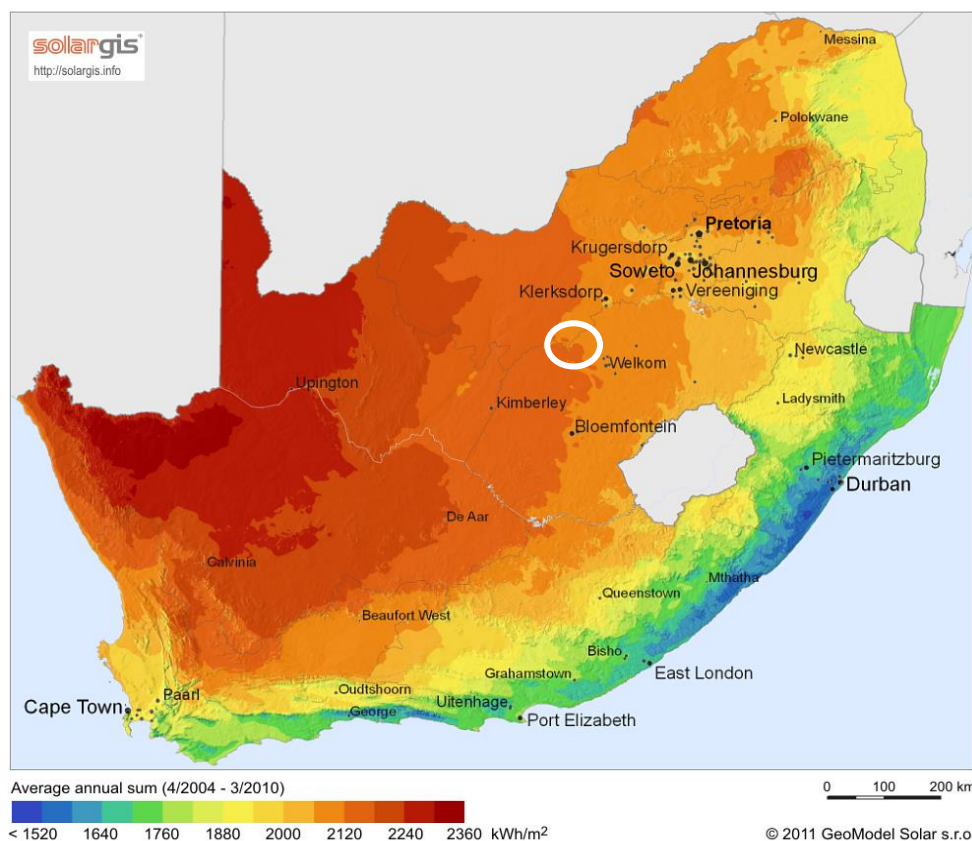 solargis
http://solargis.info
Messina
Polokwane
Pretoria
Krugersdorp
Soweto
Johannesburg
Klerksdorp
Vereeniging
Welkom
Newcastle
Upington
Kimberley
Ladysmith
Bloemfontein
Pietermaritzburg
Durban
De Aar
Calvinia
Mthatha
Queenstown
Beaufort West
Bisho
Grahamstown
East London
Oudtshoorn
Paarl
Uitenhage
Cape Town
George
Port Elizabeth
Average annual sum (4/2004 - 3/2010)
0 100 200 km
< 1520 1640 1760 1880 2000 2120 2240 2360 kWh/m²
© 2011 GeoModel Solar s.r.o